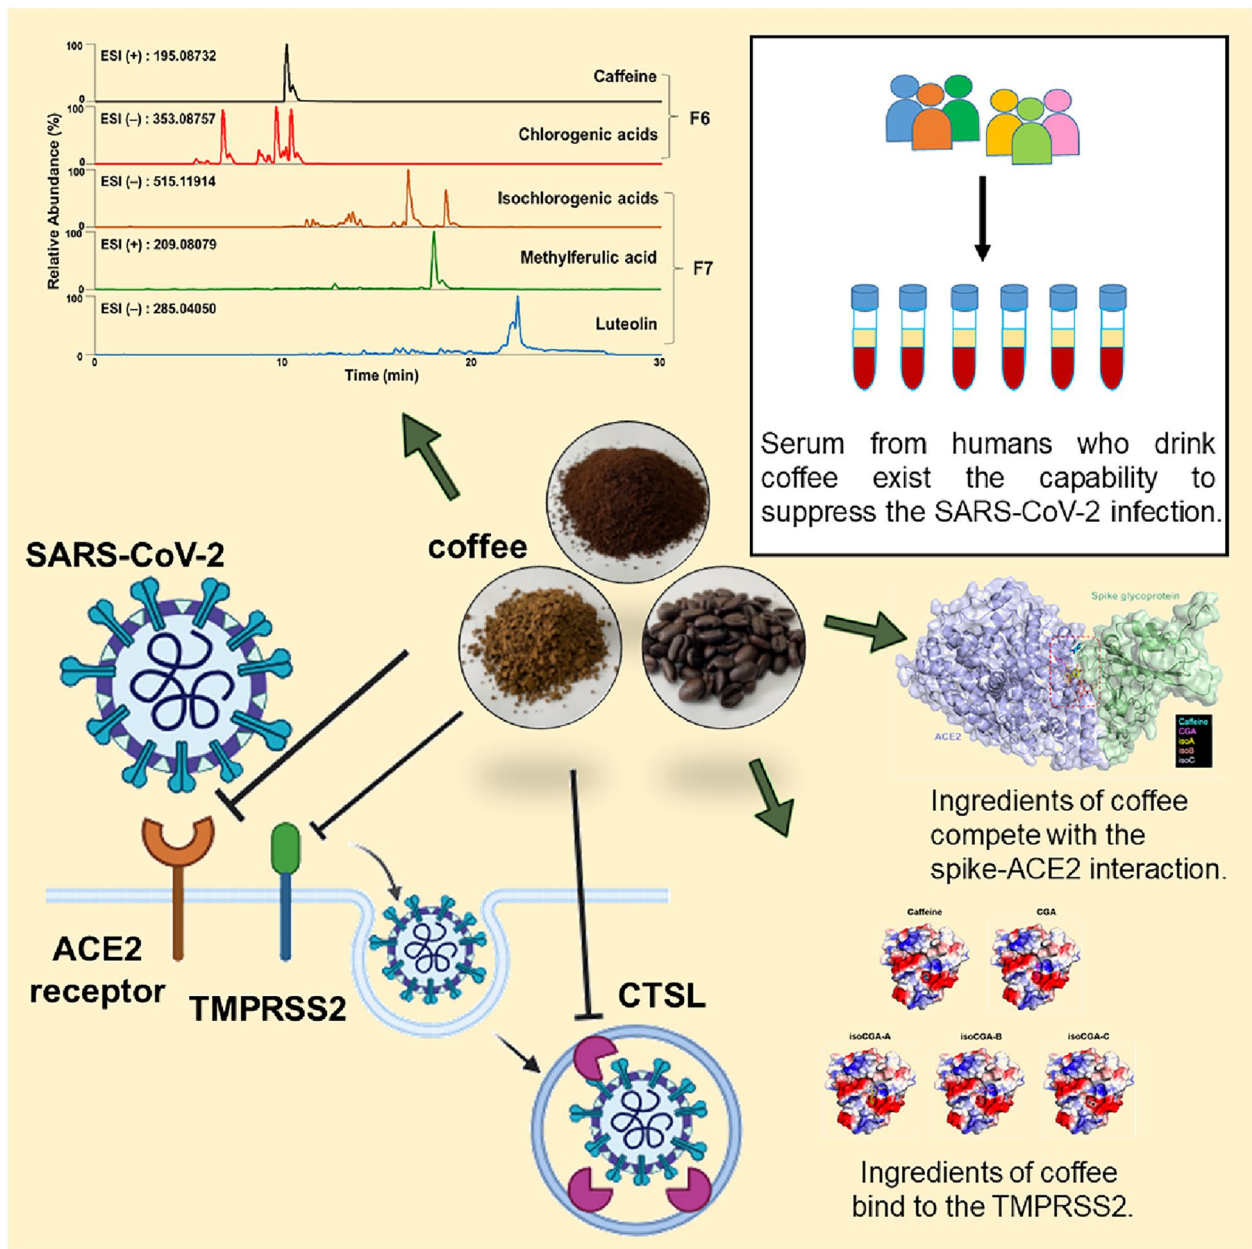 100
ESI (+) : 195.08732
Caffeine
0
100
ESI (–) : 353.08757
Chlorogenic acids
F6
0
100
ESI (–) : 515.11914
Isochlorogenic acids
0
100
ESI (+) : 209.08079
Methylferulic acid
F7
0
100
ESI (–) : 285.04050
Luteolin
0
0
10
20
30
Time (min)
Relative Abundance (%)
Serum from humans who drink
coffee exist the capability to
suppress the SARS-CoV-2 infection.
coffee
SARS-CoV-2
Spike glycoprotein
ACE2
Caffeine
CGA
isoA
isoB
isoC
Ingredients of coffee
compete with the
spike-ACE2 interaction.
ACE2
receptor
TMPRSS2
CTSL
Caffeine
CGA
isoCGA-A
isoCGA-B
isoCGA-C
Ingredients of coffee
bind to the TMPRSS2.